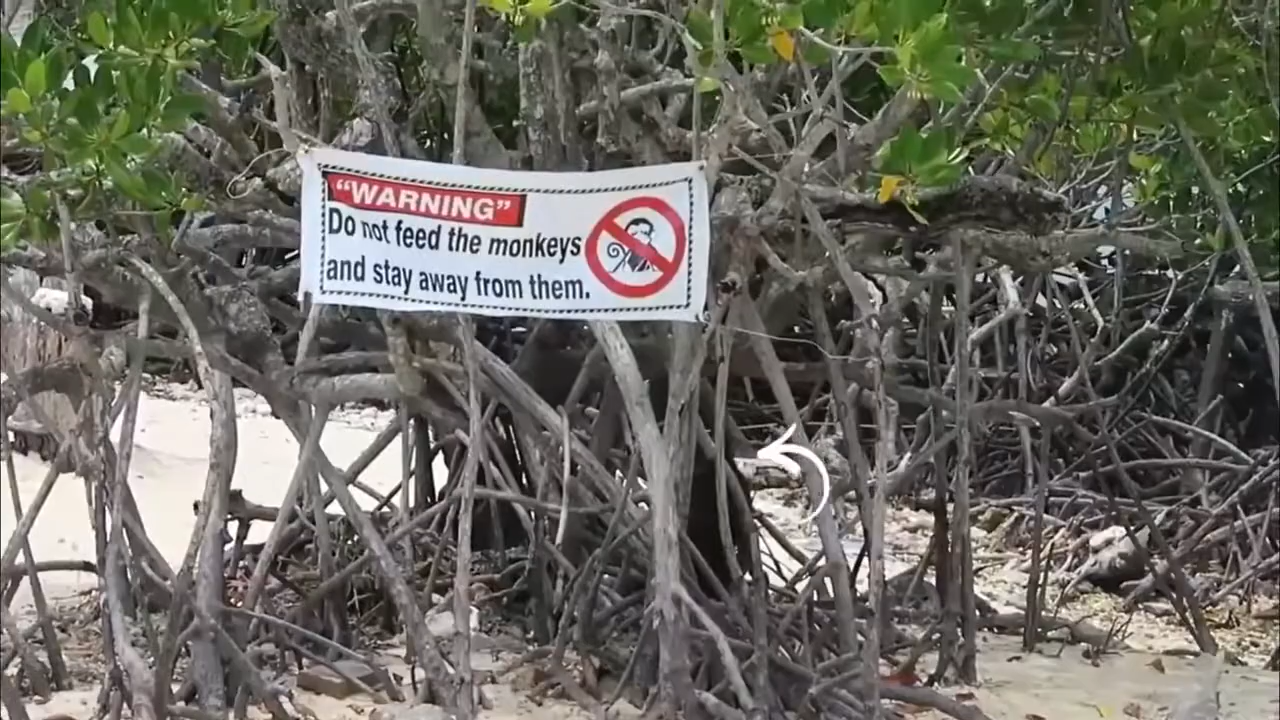 “WARNING”
Do not feed the monkeys
and stay away from them.